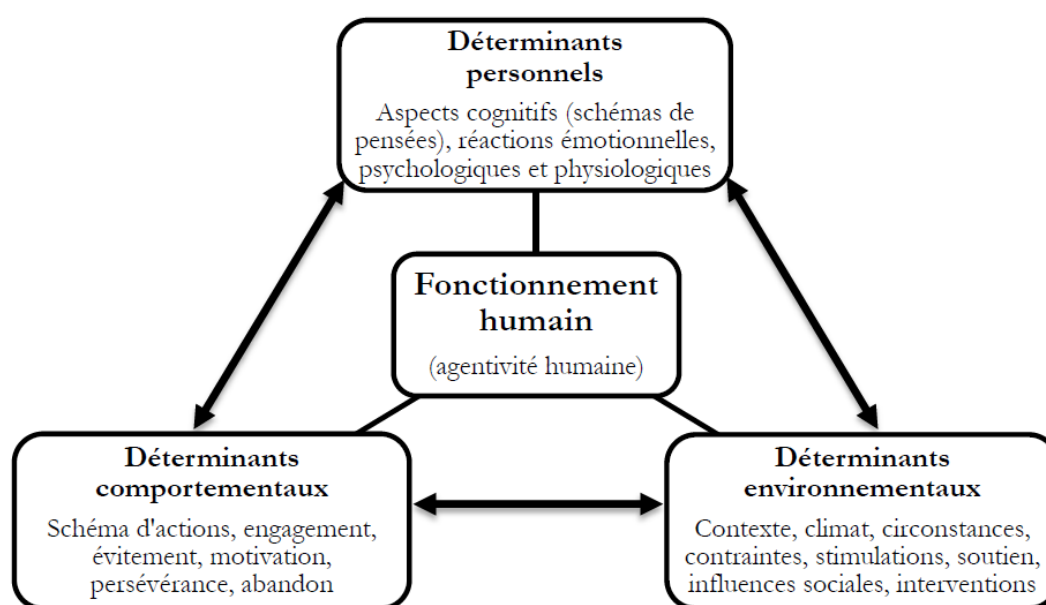 Déterminants
personnels
Aspects cognitifs (schémas de
pensées), réactions émotionnelles,
psychologiques et physiologiques
Fonctionnement
humain
(agentivité humaine)
Déterminants
comportementaux
Schéma d'actions, engagement,
évitement, motivation,
persévérance, abandon
Déterminants
environnementaux
Contexte, climat, circonstances,
contraintes, stimulations, soutien,
influences sociales, interventions